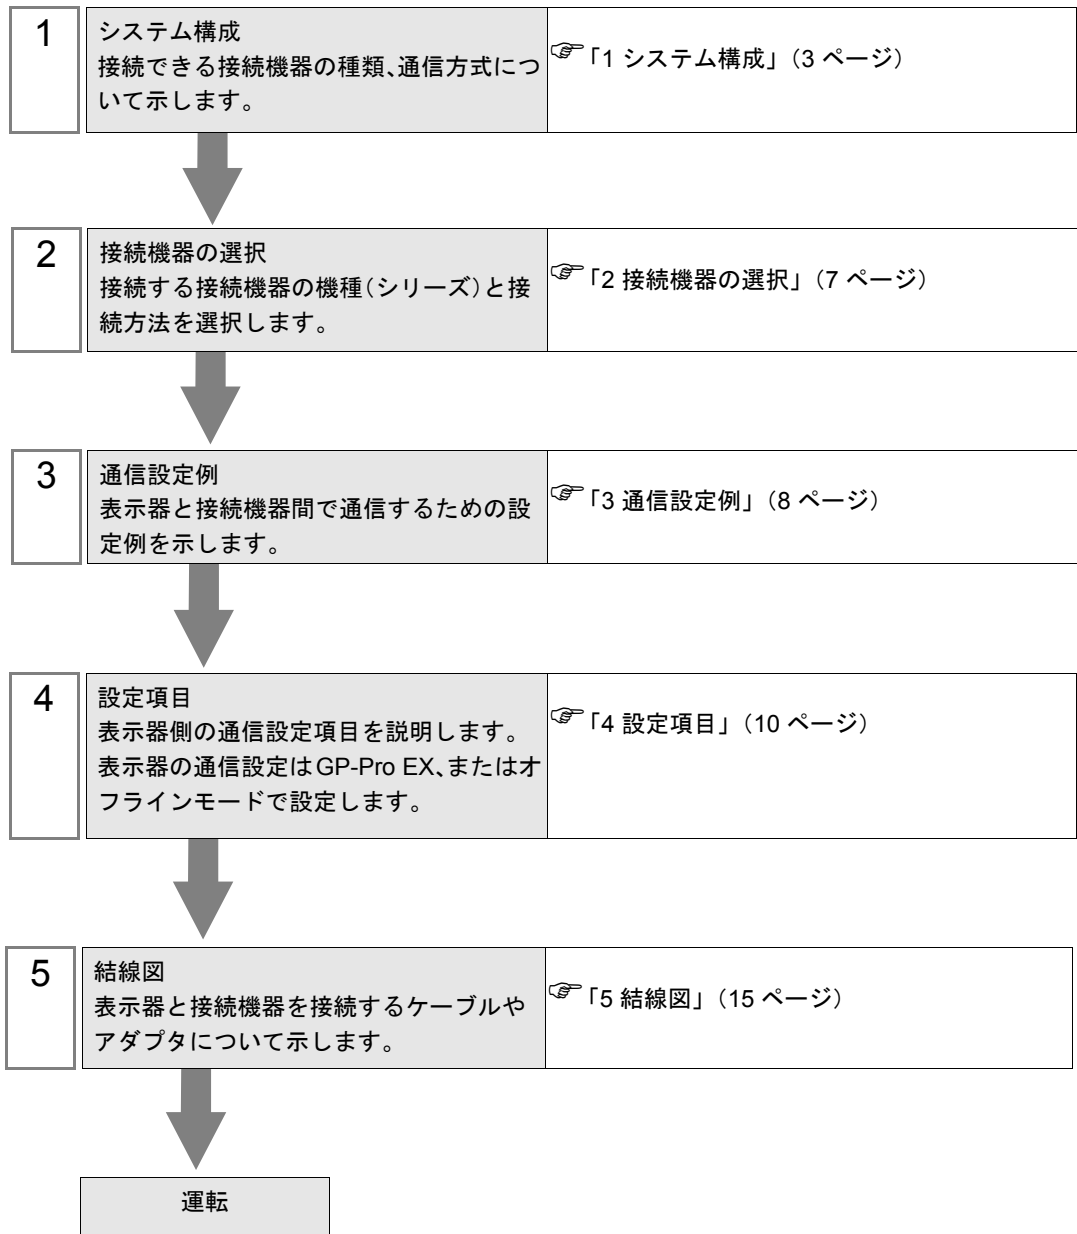 1
システム構成
接続できる接続機器の種類、通信方式につ
いて示します。
☞「1 システム構成」（3 ページ）
2
接続機器の選択
接続する接続機器の機種（シリーズ）と接
続方法を選択します。
☞「2 接続機器の選択」（7 ページ）
3
通信設定例
表示器と接続機器間で通信するための設
定例を示します。
☞「3 通信設定例」（8 ページ）
4
設定項目
表示器側の通信設定項目を説明します。
表示器の通信設定はGP-Pro EX、またはオ
フラインモードで設定します。
☞「4 設定項目」（10 ページ）
5
結線図
表示器と接続機器を接続するケーブルや
アダプタについて示します。
☞「5 結線図」（15 ページ）
運転